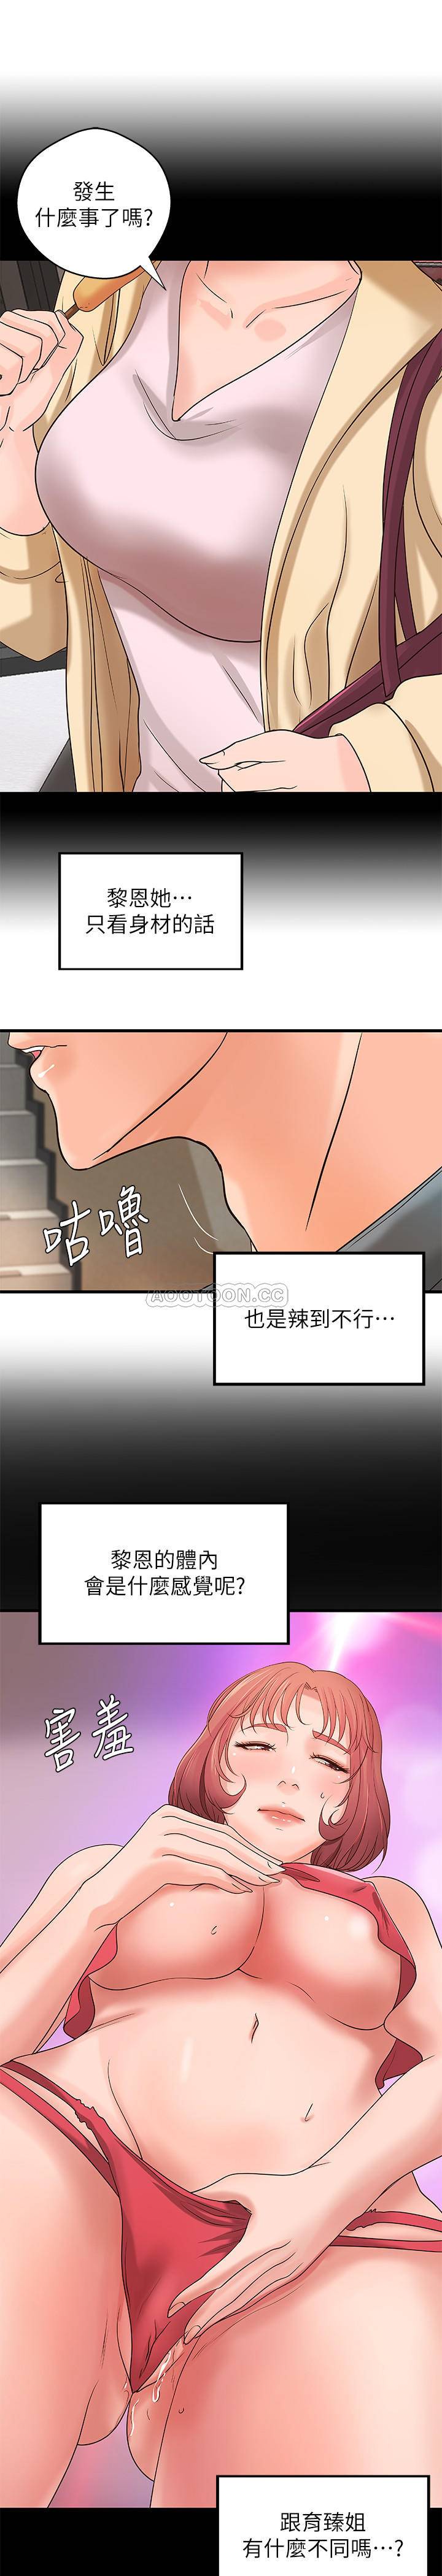 發生
什麼事了嗎?
黎恩她…
只看身材的話
咕嚕
AOOTOON.CC
也是辣到不行…
黎恩的體內
會是什麼感覺呢?
害羞
跟育臻姐
有什麼不同嗎…?